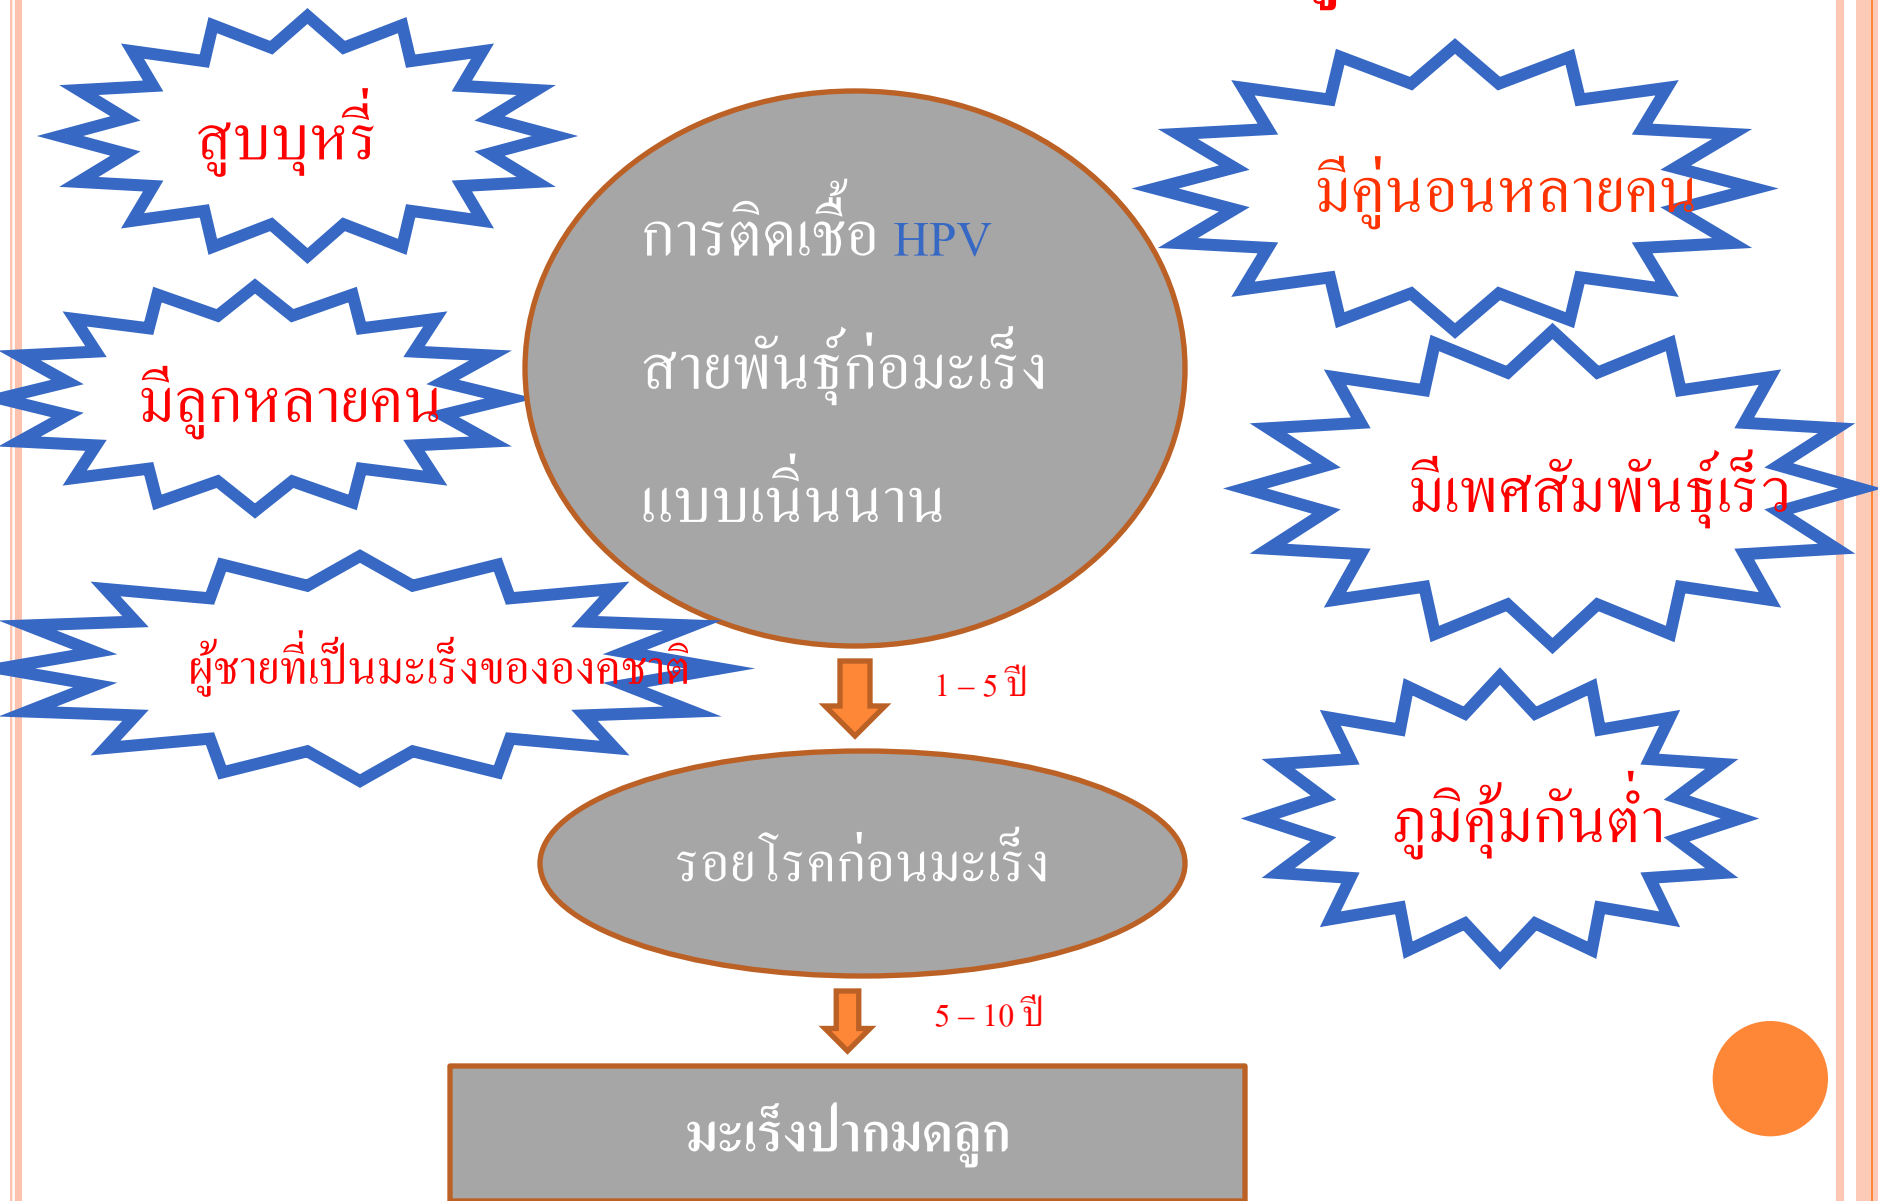 สูบบุหรี่
มีลูกหลายคน
ผู้ชายที่เป็นมะเร็งขององคชาติ
การติดเชื้อ HPV
สายพันธุ์ก่อมะเร็ง
แบบเนิ่นนาน
1 – 5 ปี
รอยโรคก่อนมะเร็ง
5 – 10 ปี
มะเร็งปากมดลูก
มีคู่นอนหลายคน
มีเพศสัมพันธุ์เร็ว
ภูมิคุ้มกันต่ำ